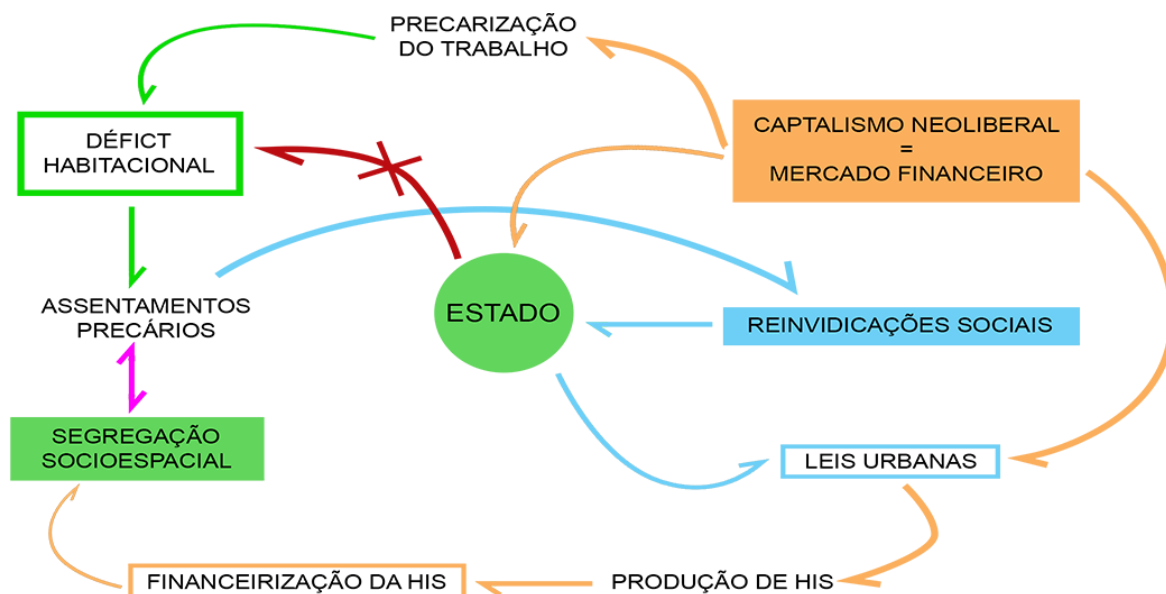 PRECARIZAÇÃO
DO TRABALHO
CAPTALISMO NEOLIBERAL
=
MERCADO FINANCEIRO
DÉFICT
HABITACIONAL
ASSENTAMENTOS
PRECÁRIOS
ESTADO
REINVIDICAÇÕES SOCIAIS
SEGREGAÇÃO
SOCIOESPACIAL
LEIS URBANAS
FINANCEIRIZAÇÃO DA HIS
PRODUÇÃO DE HIS